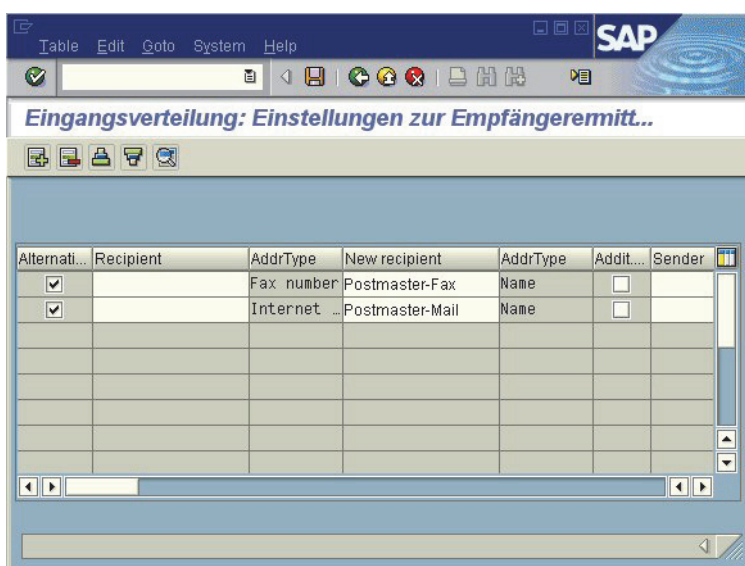 SAP
Table Edit Goto System Help
Eingangsverteilung: Einstellungen zur Empfängerermitt...
Alternati... Recipient AddrType New recipient AddrType Addit.... Sender
Fax number Postmaster-Fax Name
Internet … Postmaster-Mail Name